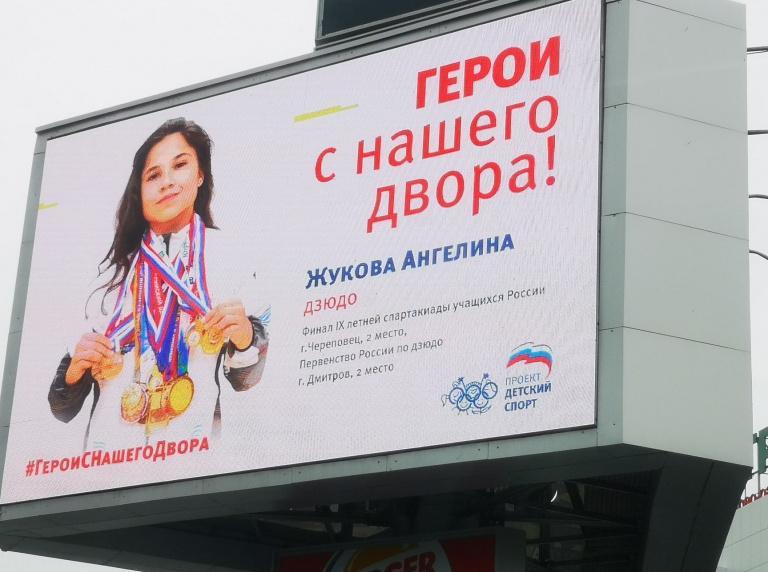 ГЕРОИ
с нашего
двора!
Жукова Ангелина
дзюдо
Финал IX летней спартакиады учащихся России
г.Череповец, 2 место,
Первенство России по дзюдо
г. Дмитров, 2 место
ПРОЕКТ
ДЕТСКИЙ
СПОРТ
#ГероиСНашегоДвора